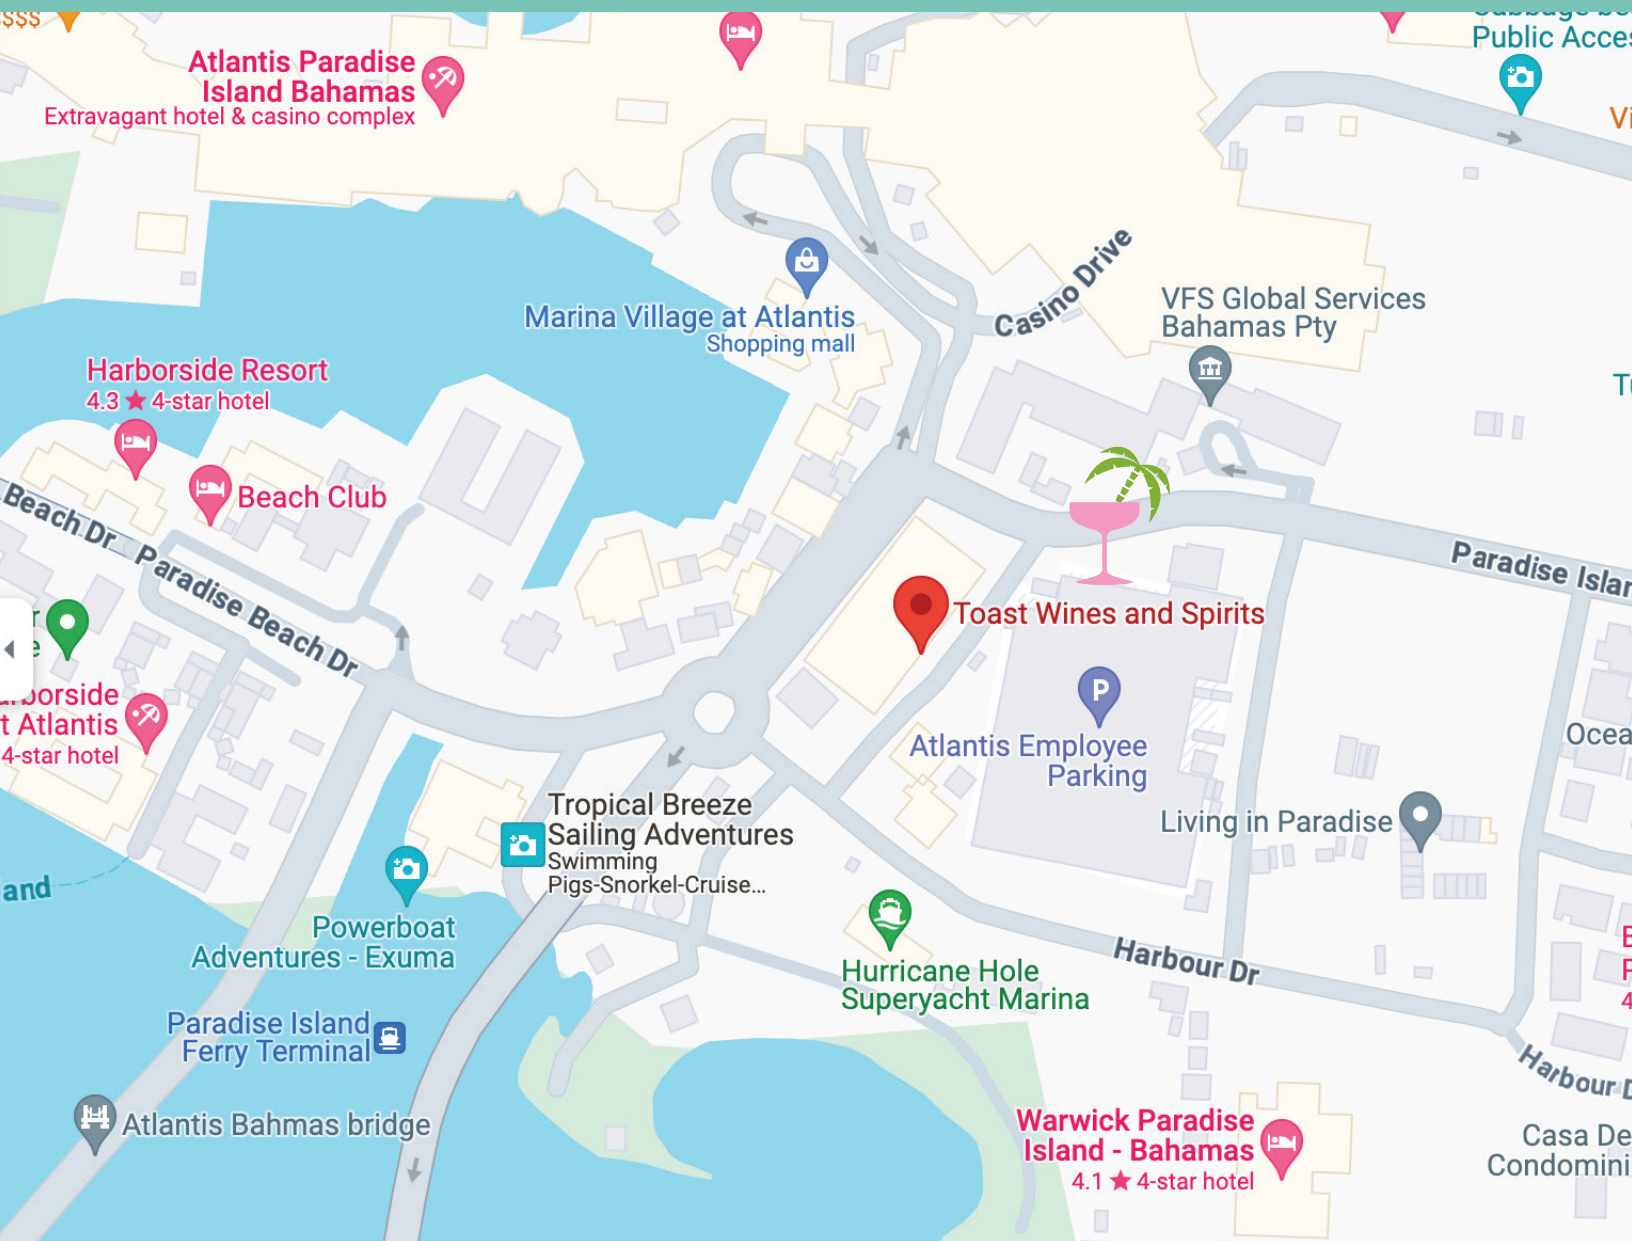 $$$
Public Acces
Atlantis Paradise
Island Bahamas
Extravagant hotel & casino complex
Vi
Casino Drive
VFS Global Services
Bahamas Pty
Marina Village at Atlantis
Shopping mall
Harborside Resort
4.3 ★ 4-star hotel
Beach Club
Beach Dr
Paradise Beach Dr
Paradise Islan
Toast Wines and Spirits
P
Atlantis Employee
Parking
r
e
borside
t Atlantis
4-star hotel
Ocea
Tropical Breeze
Sailing Adventures
Swimming
Pigs-Snorkel-Cruise...
Living in Paradise
and
Powerboat
Adventures - Exuma
Harbour Dr
Hurricane Hole
Superyacht Marina
Paradise Island
Ferry Terminal
Harbour D
Atlantis Bahmas bridge
Warwick Paradise
Island - Bahamas
4.1 ★ 4-star hotel
Casa De
Condomini